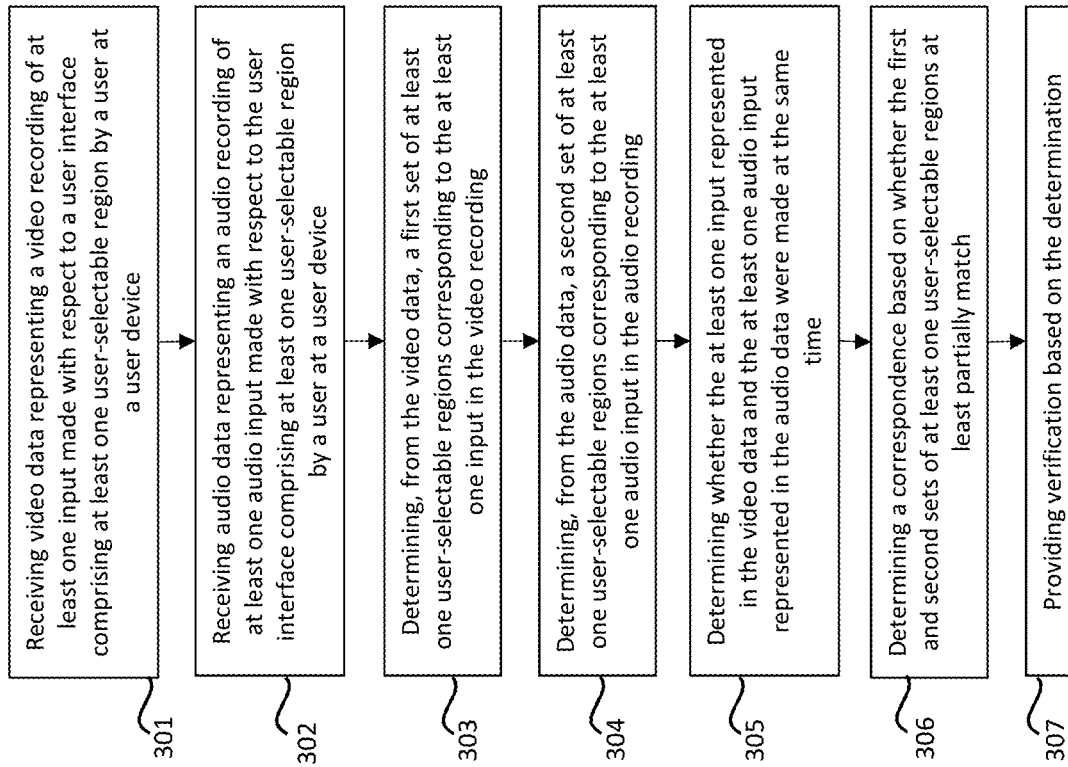 Receiving video data representing a video recording of at
least one input made with respect to a user interface
comprising at least one user-selectable region by a user at
a user device
301
Receiving audio data representing an audio recording of
at least one audio input made with respect to the user
interface comprising at least one user-selectable region
by a user at a user device
302
Determining, from the video data, a first set of at least
one user-selectable regions corresponding to the at least
one input in the video recording
303
Determining, from the audio data, a second set of at least
one user-selectable regions corresponding to the at least
one audio input in the audio recording
304
Determining whether the at least one input represented
in the video data and the at least one audio input
represented in the audio data were made at the same
time
305
Determining a correspondence based on whether the first
and second sets of at least one user-selectable regions at
least partially match
306
Providing verification based on the determination
307